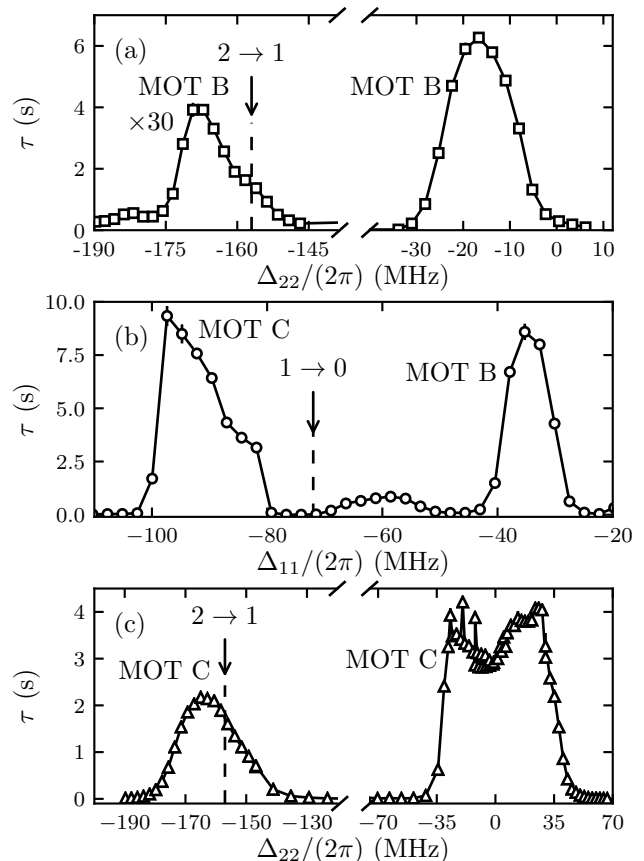 (a)
2 → 1
MOT B
×30
MOT B
τ (s)
6
4
2
0
-190 -170 -150 -30 -20 -10 0 10
Δ22/(2π) (MHz)
(b)
MOT C
1 → 0
MOT B
τ (s)
10.0
7.5
5.0
2.5
0.0
−100 −80 −60 −40 −20
Δ11/(2π) (MHz)
(c)
2 → 1
MOT C
MOT C
τ (s)
4
3
2
1
0
−190 −170 −150 −130 −70 −35 0 35 70
Δ22/(2π) (MHz)